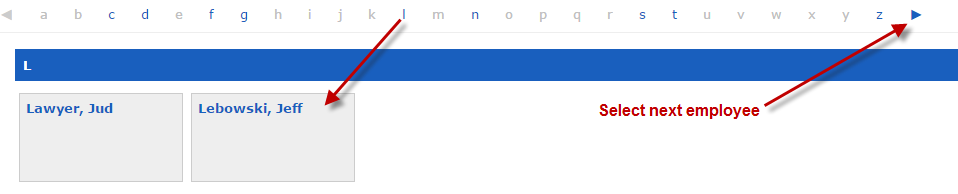 a b c d e f g h i j k l m n o p q r s t u v w x y z
L
Lawyer, Jud Lebowski, Jeff
Select next employee